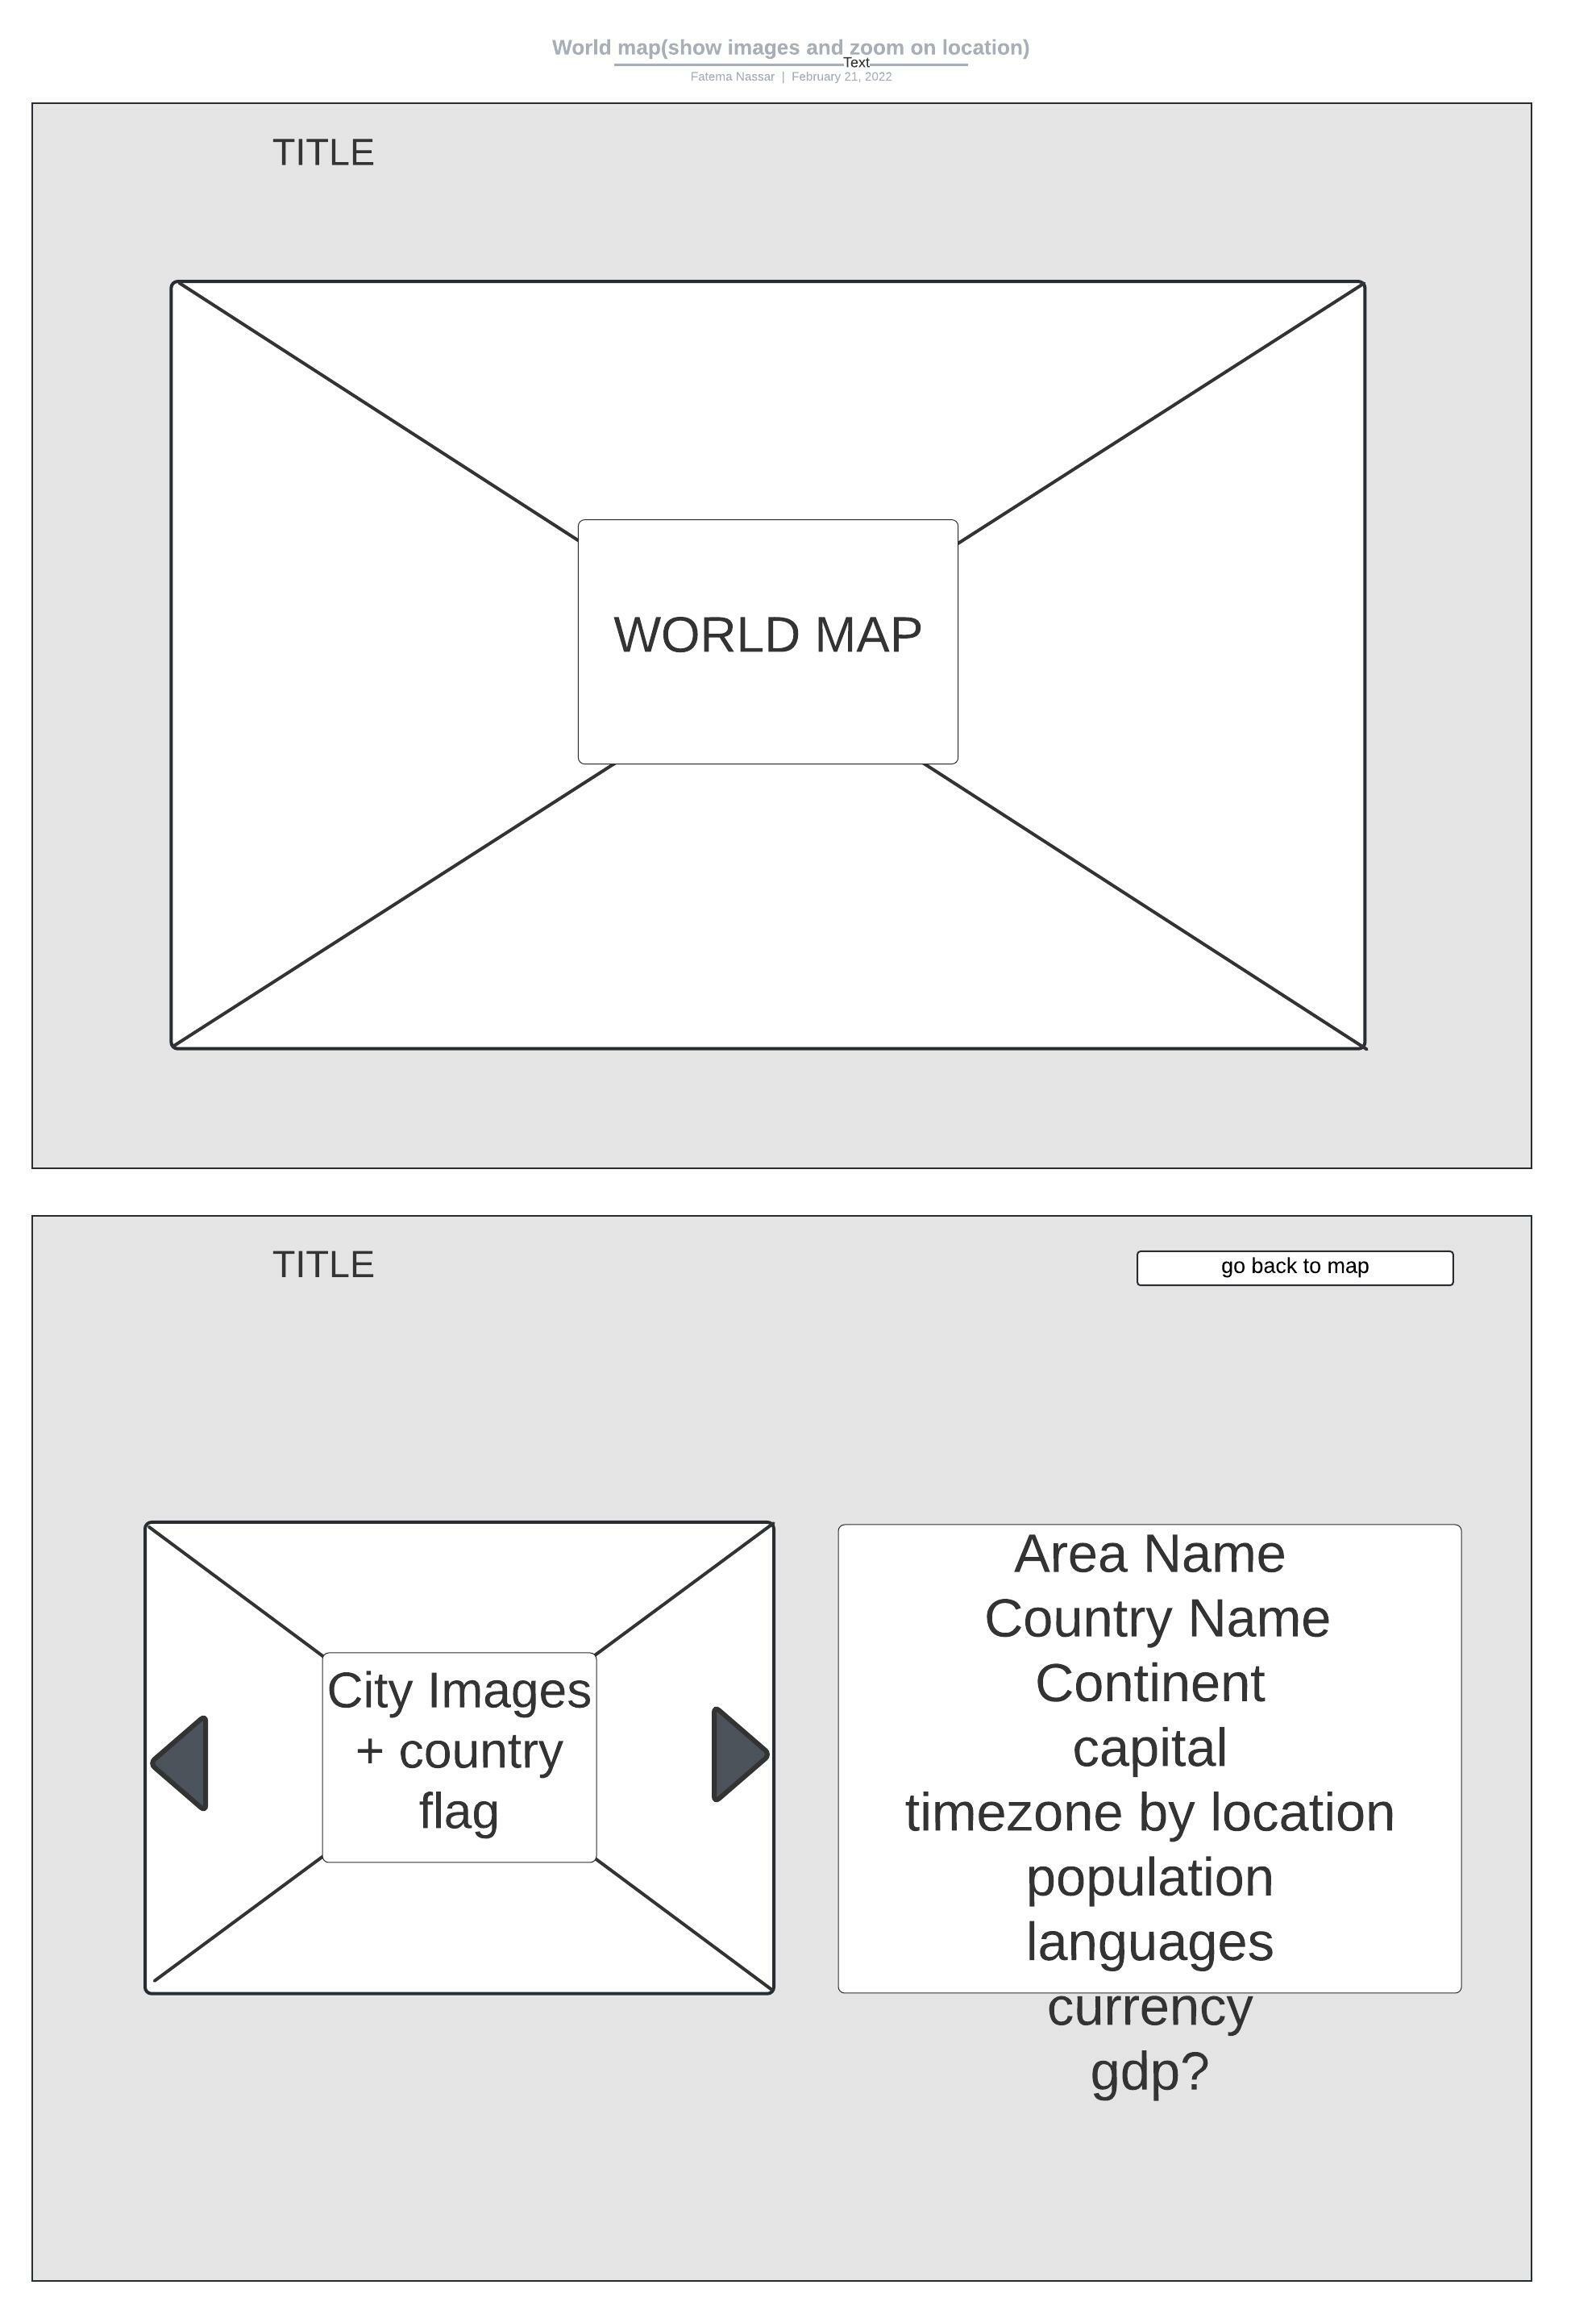 World map(show images and zoom on location)
Text
Fatema Nassar | February 21, 2022
TITLE
WORLD MAP
TITLE
go back to map
City Images
+ country
flag
Area Name
Country Name
Continent
capital
timezone by location
population
languages
currency
gdp?